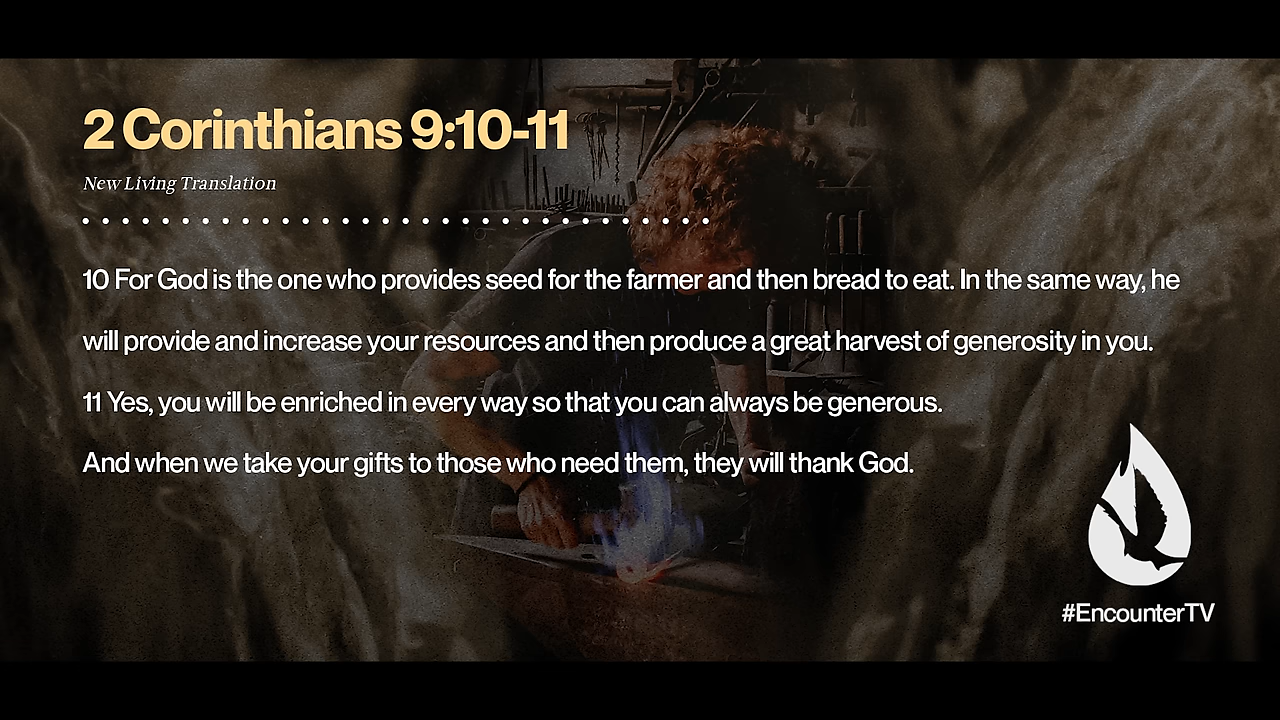 2 Corinthians 9:10-11
New Living Translation
10 For God is the one who provides seed for the farmer and then bread to eat. In the same way, he
will provide and increase your resources and then produce a great harvest of generosity in you.
11 Yes, you will be enriched in every way so that you can always be generous.
And when we take your gifts to those who need them, they will thank God.
#EncounterTV